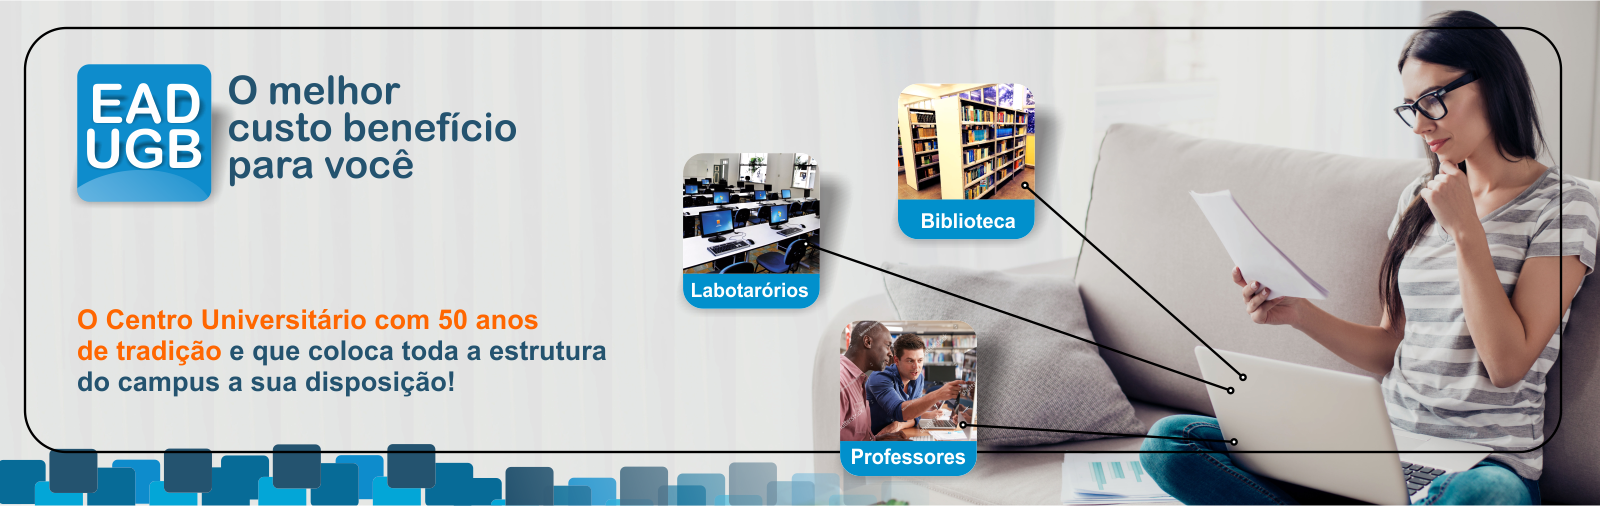 EAD
UGB
O melhor
custo benefício
para você
Biblioteca
Labotarórios
O Centro Universitário com 50 anos
de tradição e que coloca toda a estrutura
do campus a sua disposição!
Professores